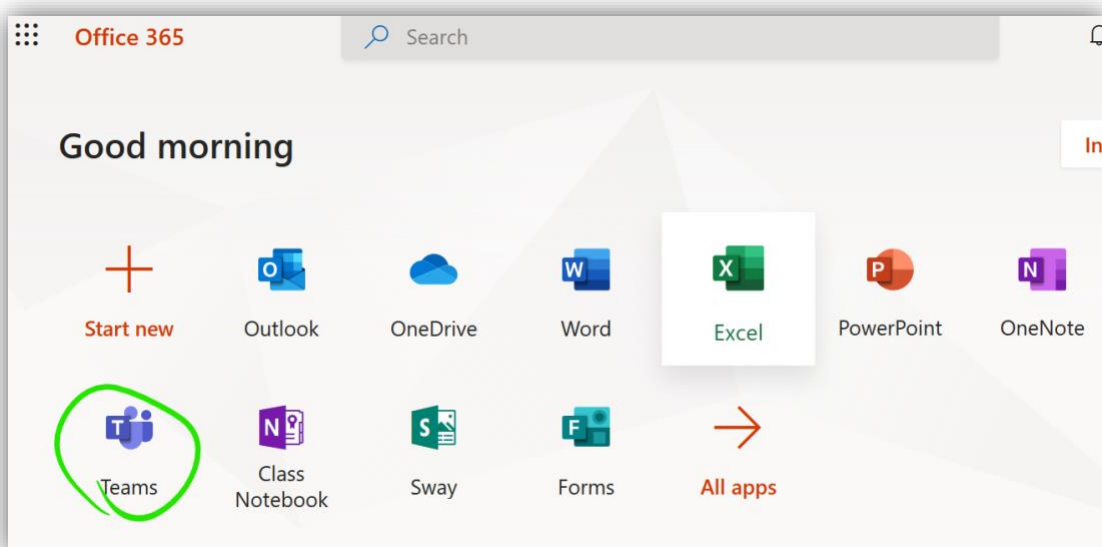 Office 365
Search
Good morning
In
Start new
Outlook
OneDrive
Word
Excel
PowerPoint
OneNote
Teams
Class
Notebook
Sway
Forms
All apps